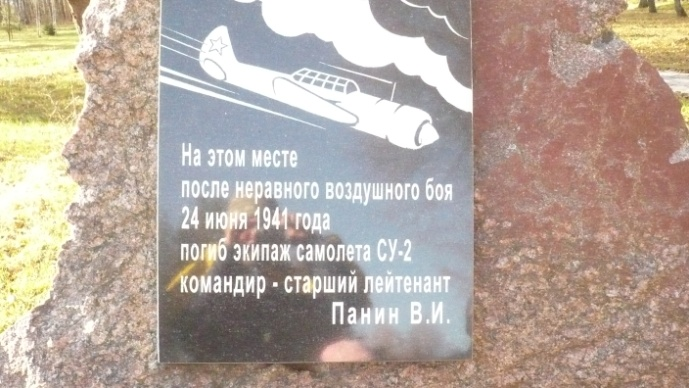 На этом месте
после неравного воздушного боя
24 июня 1941 года
погиб экипаж самолета СУ-2
командир - старший лейтенант
Панин В.И.